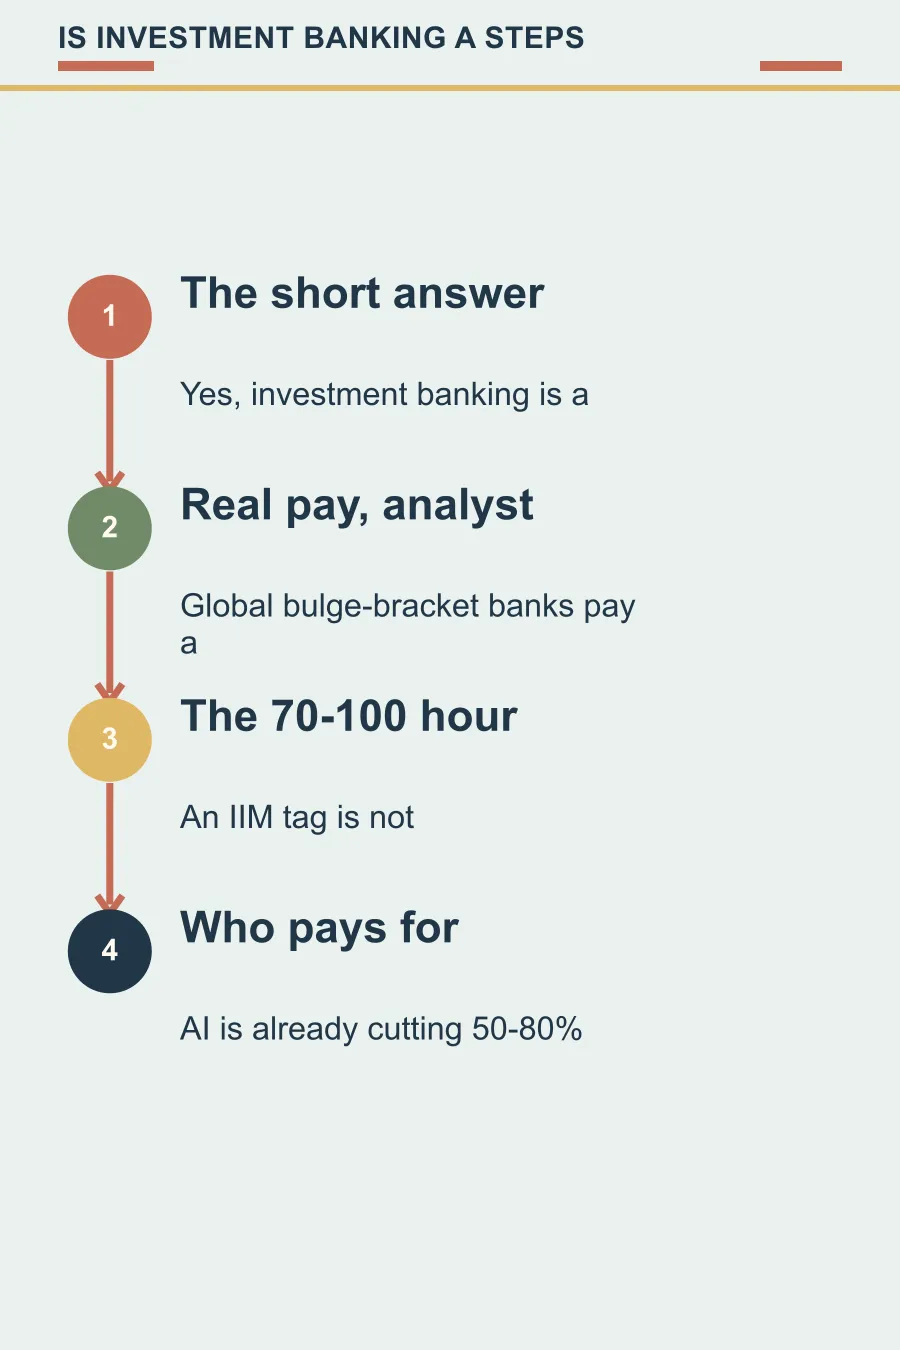 IS INVESTMENT BANKING A STEPS
1
The short answer
Yes, investment banking is a
2
Real pay, analyst
Global bulge-bracket banks pay
a
3
The 70-100 hour
An IIM tag is not
4
Who pays for
AI is already cutting 50-80%